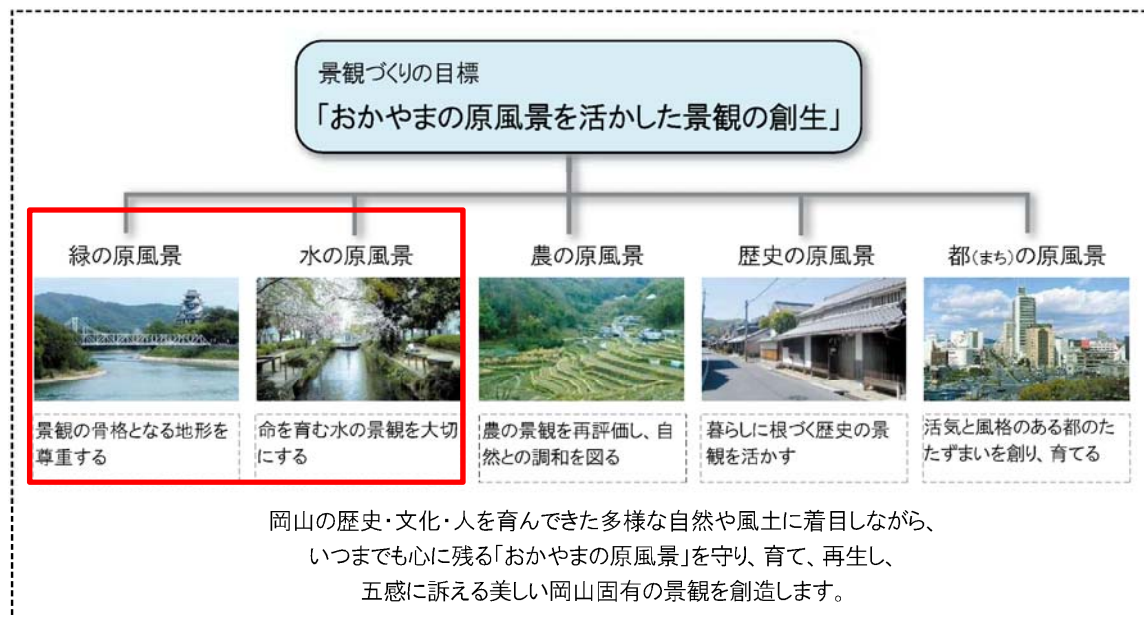 景観づくりの目標
「おかやまの原風景を活かした景観の創生」
緑の原風景
水の原風景
農の原風景
歴史の原風景
都(まち)の原風景
景観の骨格となる地形を
尊重する
命を育む水の景観を大切
にする
農の景観を再評価し、自
然との調和を図る
暮らしに根づく歴史の景
観を活かす
活気と風格のある都のた
たずまいを創り、育てる
岡山の歴史・文化・人を育んできた多様な自然や風土に着目しながら、
いつまでも心に残る「おかやまの原風景」を守り、育て、再生し、
五感に訴える美しい岡山固有の景観を創造します。